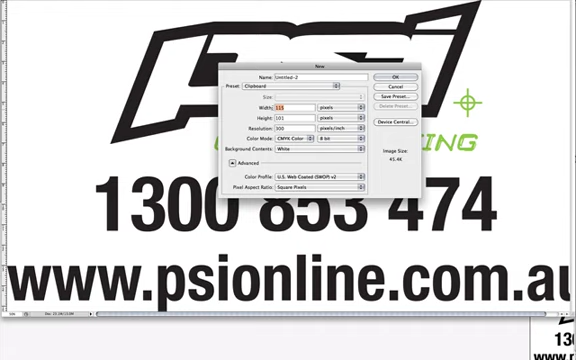 New
Name: Untitled-2
OK
Preset: Clipboard
Cancel
Size:
Save Preset...
Width: 115 pixels
Delete Preset...
Height: 101 pixels
Resolution: 300 pixels/inch
Device Central...
Color Mode: CMYK Color 8 bit
Background Contents: White
Image Size:
45.4K
Advanced
Color Profile: U.S. Web Coated (SWOP) v2
Pixel Aspect Ratio: Square Pixels
1300 853 474
www.psionline.com.au